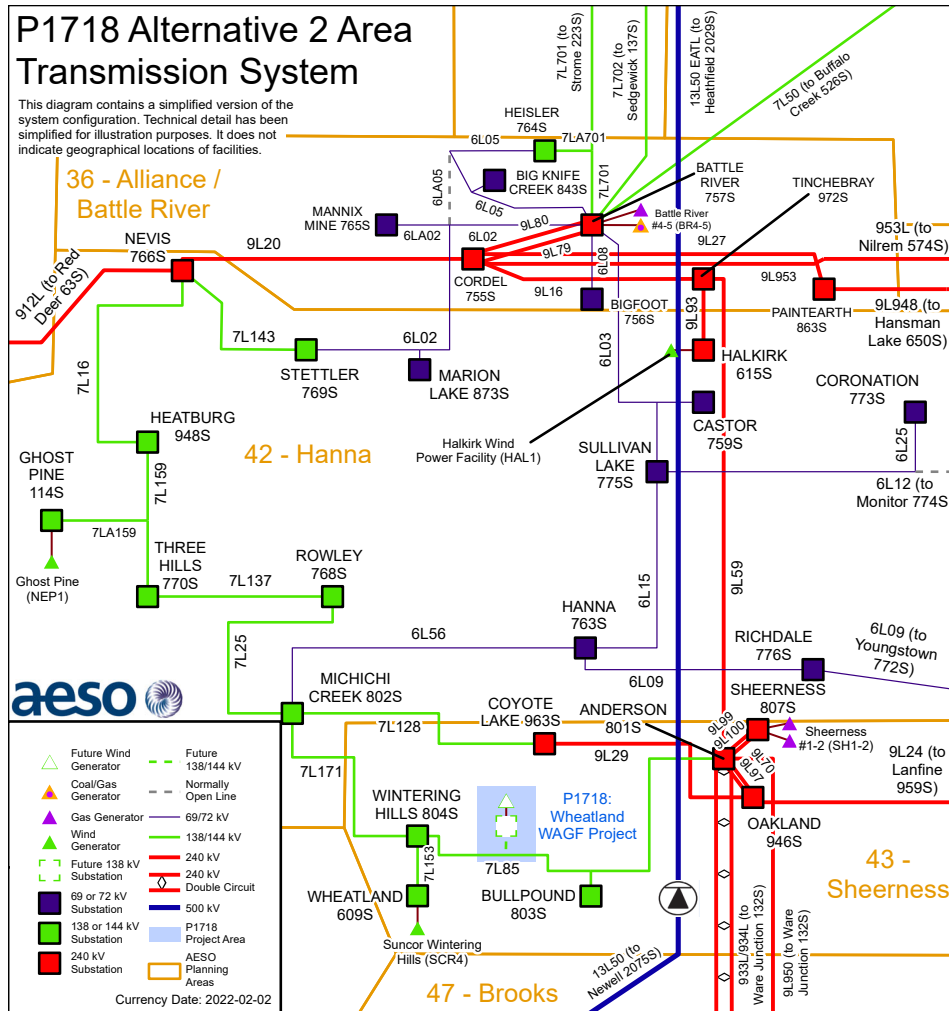 P1718 Alternative 2 Area
Transmission System
This diagram contains a simplified version of the
system configuration. Technical detail has been
simplified for illustration purposes. It does not
indicate geographical locations of facilities.
7L701 (to
Strome 223S)
7L702 (to
Sedgewick 137S)
13L50 EATL (to
Heathfield 2029S)
7L50 (to Buffalo
Creek 526S)
HEISLER
764S
7LA701
6L05
6LA05
BIG KNIFE
CREEK 843S
6L05
7L701
BATTLE
RIVER
757S
TINCHEBRAY
972S
36 - Alliance /
Battle River
MANNIX
MINE 765S
6LA02
6L02
9L80
9L79
6L08
Battle River
#4-5 (BR4-5)
9L27
953L (to
Nilrem 574S)
NEVIS
766S
9L20
912L (to Red
Deer 63S)
CORDEL
755S
9L16
BIGFOOT
756S
9L93
9L953
PAINTEARTH
863S
9L948 (to
Hansman
Lake 650S)
7L143
6L02
6L03
7L16
STETTLER
769S
MARION
LAKE 873S
HALKIRK
615S
CORONATION
773S
HEATBURG
948S
CASTOR
759S
Halkirk Wind
Power Facility (HAL1)
6L25
42 - Hanna
GHOST
PINE
114S
7L159
SULLIVAN
LAKE
775S
6L12 (to
Monitor 774S
7LA159
Ghost Pine
(NEP1)
THREE
HILLS
770S
7L137
ROWLEY
768S
9L59
6L15
HANNA
763S
7L25
6L56
RICHDALE
776S
6L09 (to
Youngstown
772S)
6L09
aeso
MICHICHI
CREEK 802S
SHEERNESS
807S
COYOTE
LAKE 963S
ANDERSON
801S
7L128
9L29
9L99
9L100
Sheerness
#1-2 (SH1-2)
9L70
9L97
9L24 (to
Lanfine
959S)
7L171
WINTERING
HILLS 804S
P1718:
Wheatland
WAGF Project
OAKLAND
946S
7L153
7L85
WHEATLAND
609S
BULLPOUND
803S
43 -
Sheerness
Suncor Wintering
Hills (SCR4)
13L50 (to
Newell 2075S)
933L/934L (to
Ware Junction 132S)
9L950 (to Ware
Junction 132S)
47 - Brooks
Future Wind
Generator
Coal/Gas
Generator
Gas Generator
Wind
Generator
Future 138 kV
Substation
69 or 72 kV
Substation
138 or 144 kV
Substation
240 kV
Substation
Future
138/144 kV
Normally
Open Line
69/72 kV
138/144 kV
240 kV
240 kV
Double Circuit
500 kV
P1718
Project Area
AESO
Planning
Areas
Currency Date: 2022-02-02